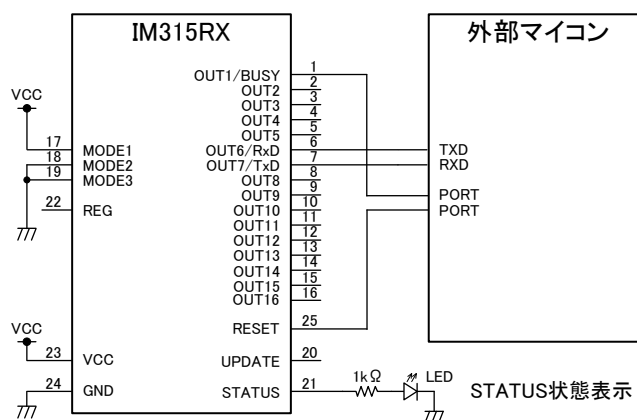 IM315RX
外部マイコン
VCC
17 MODE1
18 MODE2
19 MODE3
22 REG
VCC
23 VCC
24 GND
OUT1/BUSY 1
OUT2 2
OUT3 3
OUT4 4
OUT5 5
OUT6/RxD 6
OUT7/TxD 7
OUT8 8
OUT9 9
OUT10 10
OUT11 11
OUT12 12
OUT13 13
OUT14 14
OUT15 15
OUT16 16
RESET 25
UPDATE 20
STATUS 21
TXD
RXD
PORT
PORT
1kΩ
LED
STATUS状態表示